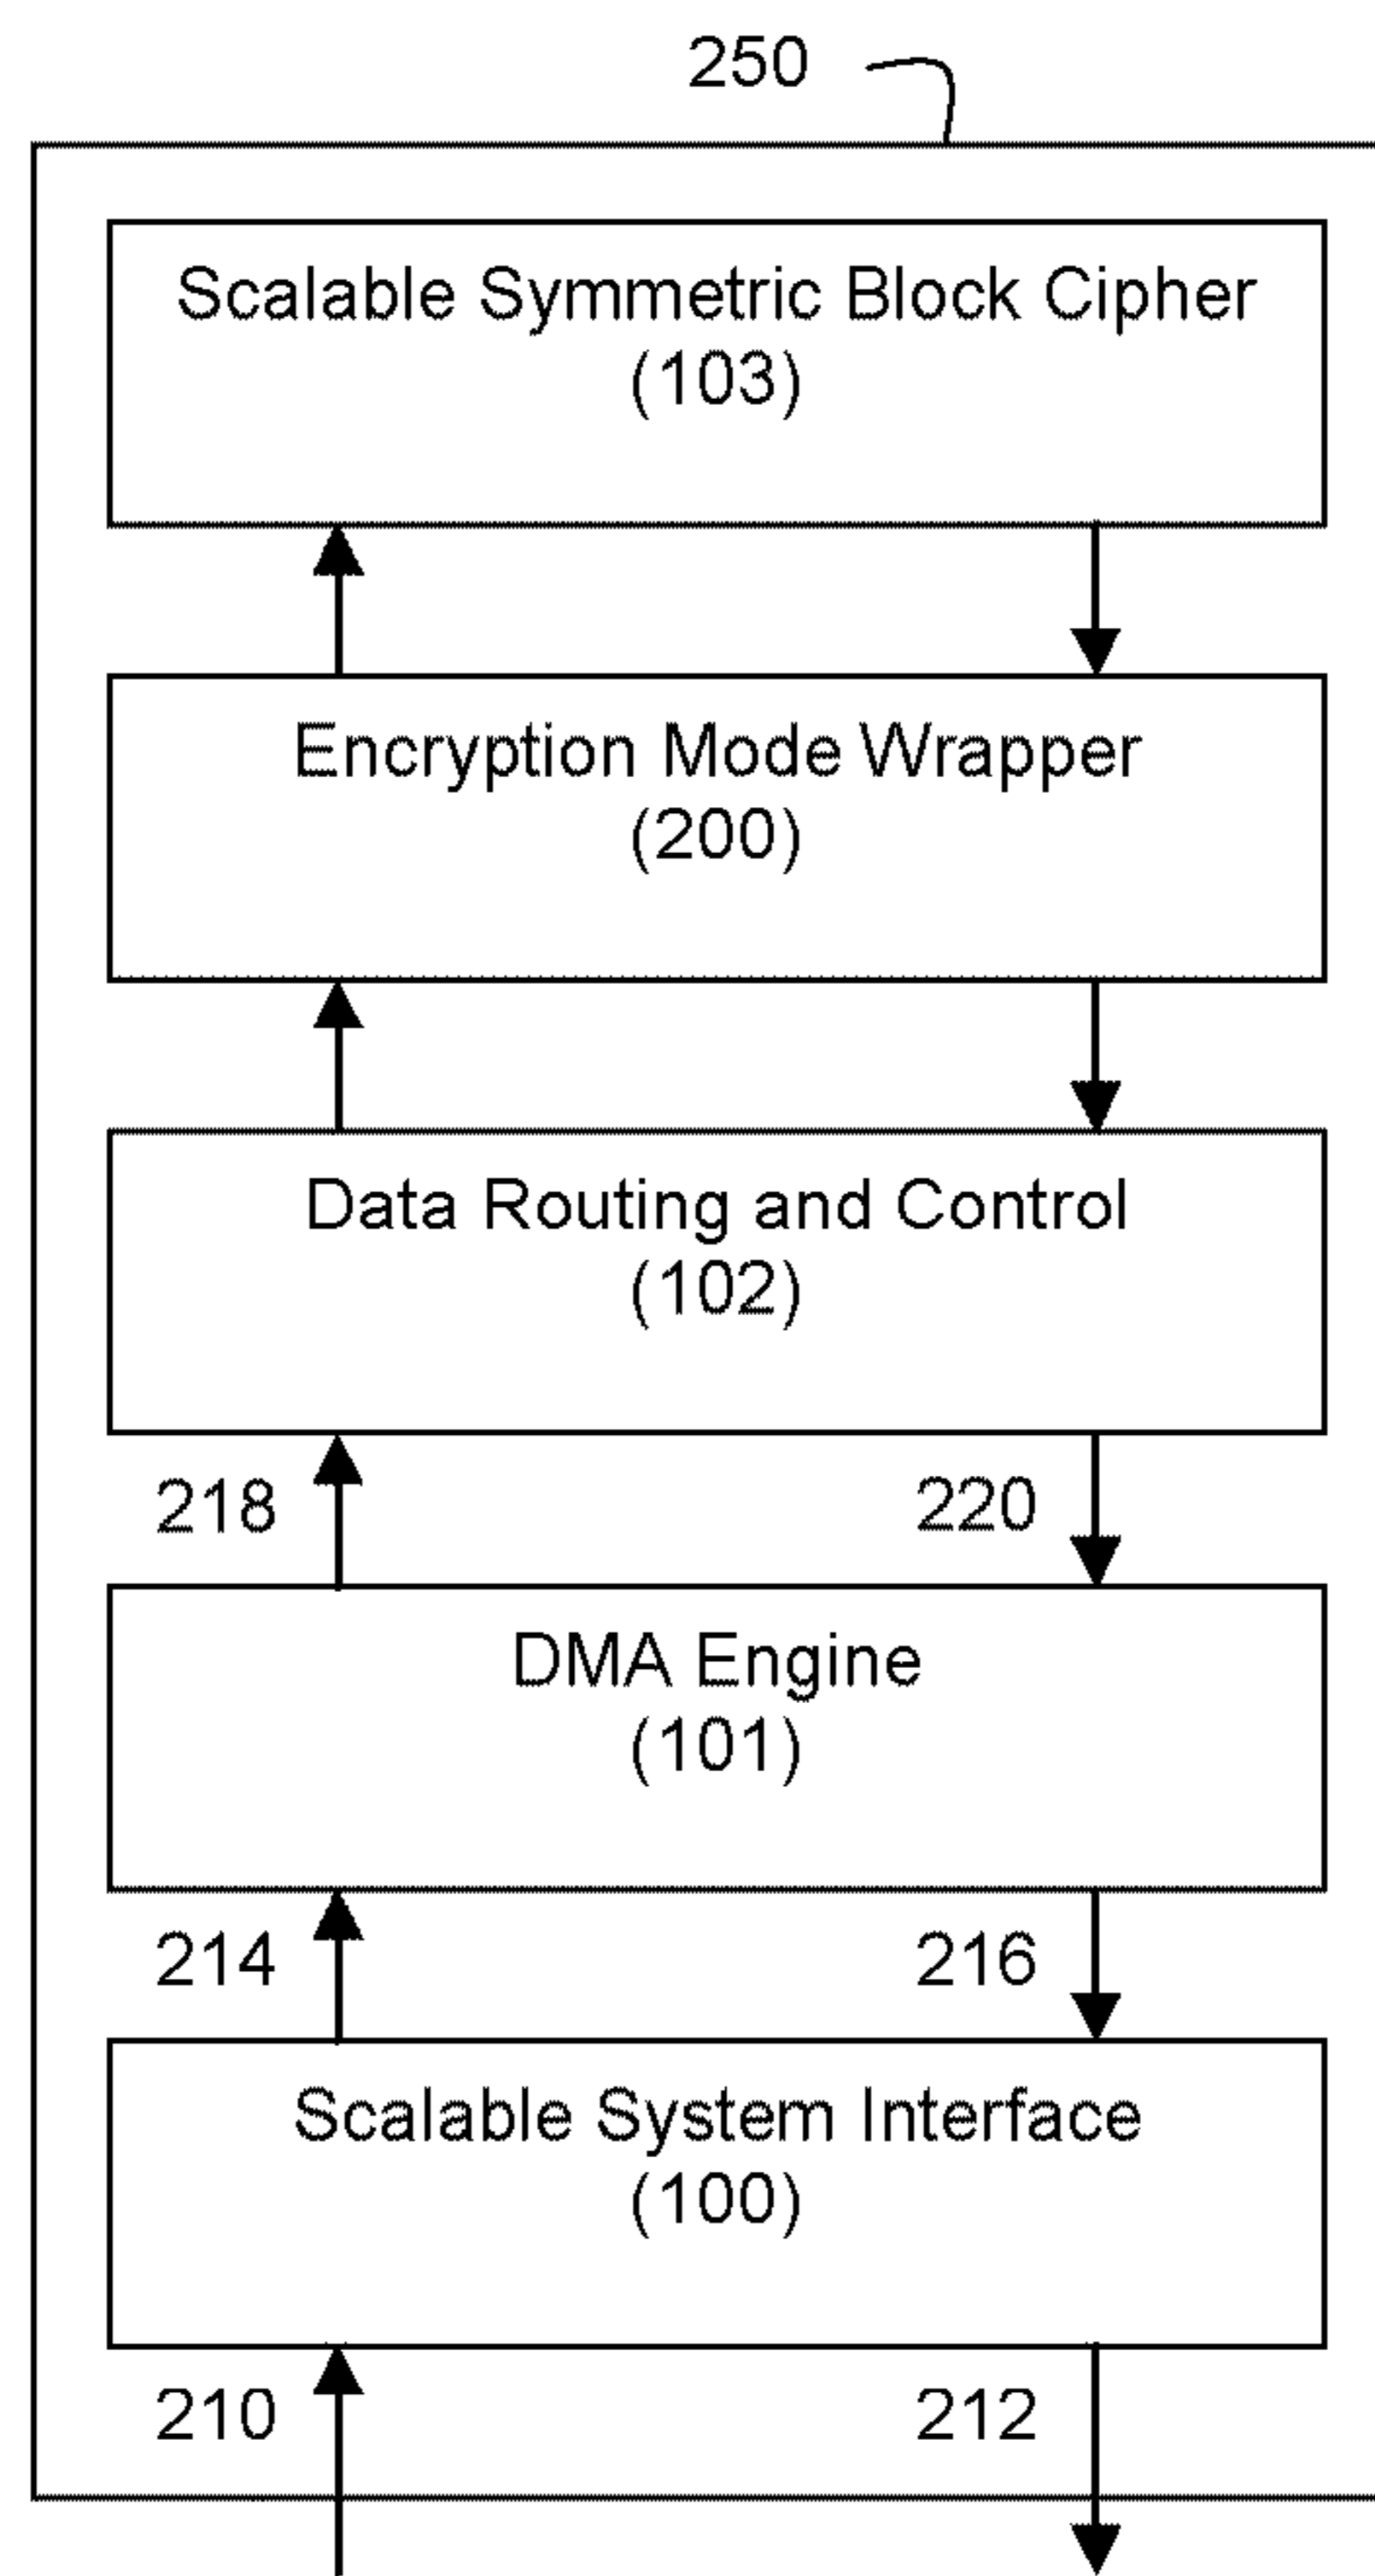 250
Scalable Symmetric Block Cipher
(103)
Encryption Mode Wrapper
(200)
Data Routing and Control
(102)
218 220
DMA Engine
(101)
214 216
Scalable System Interface
(100)
210 212